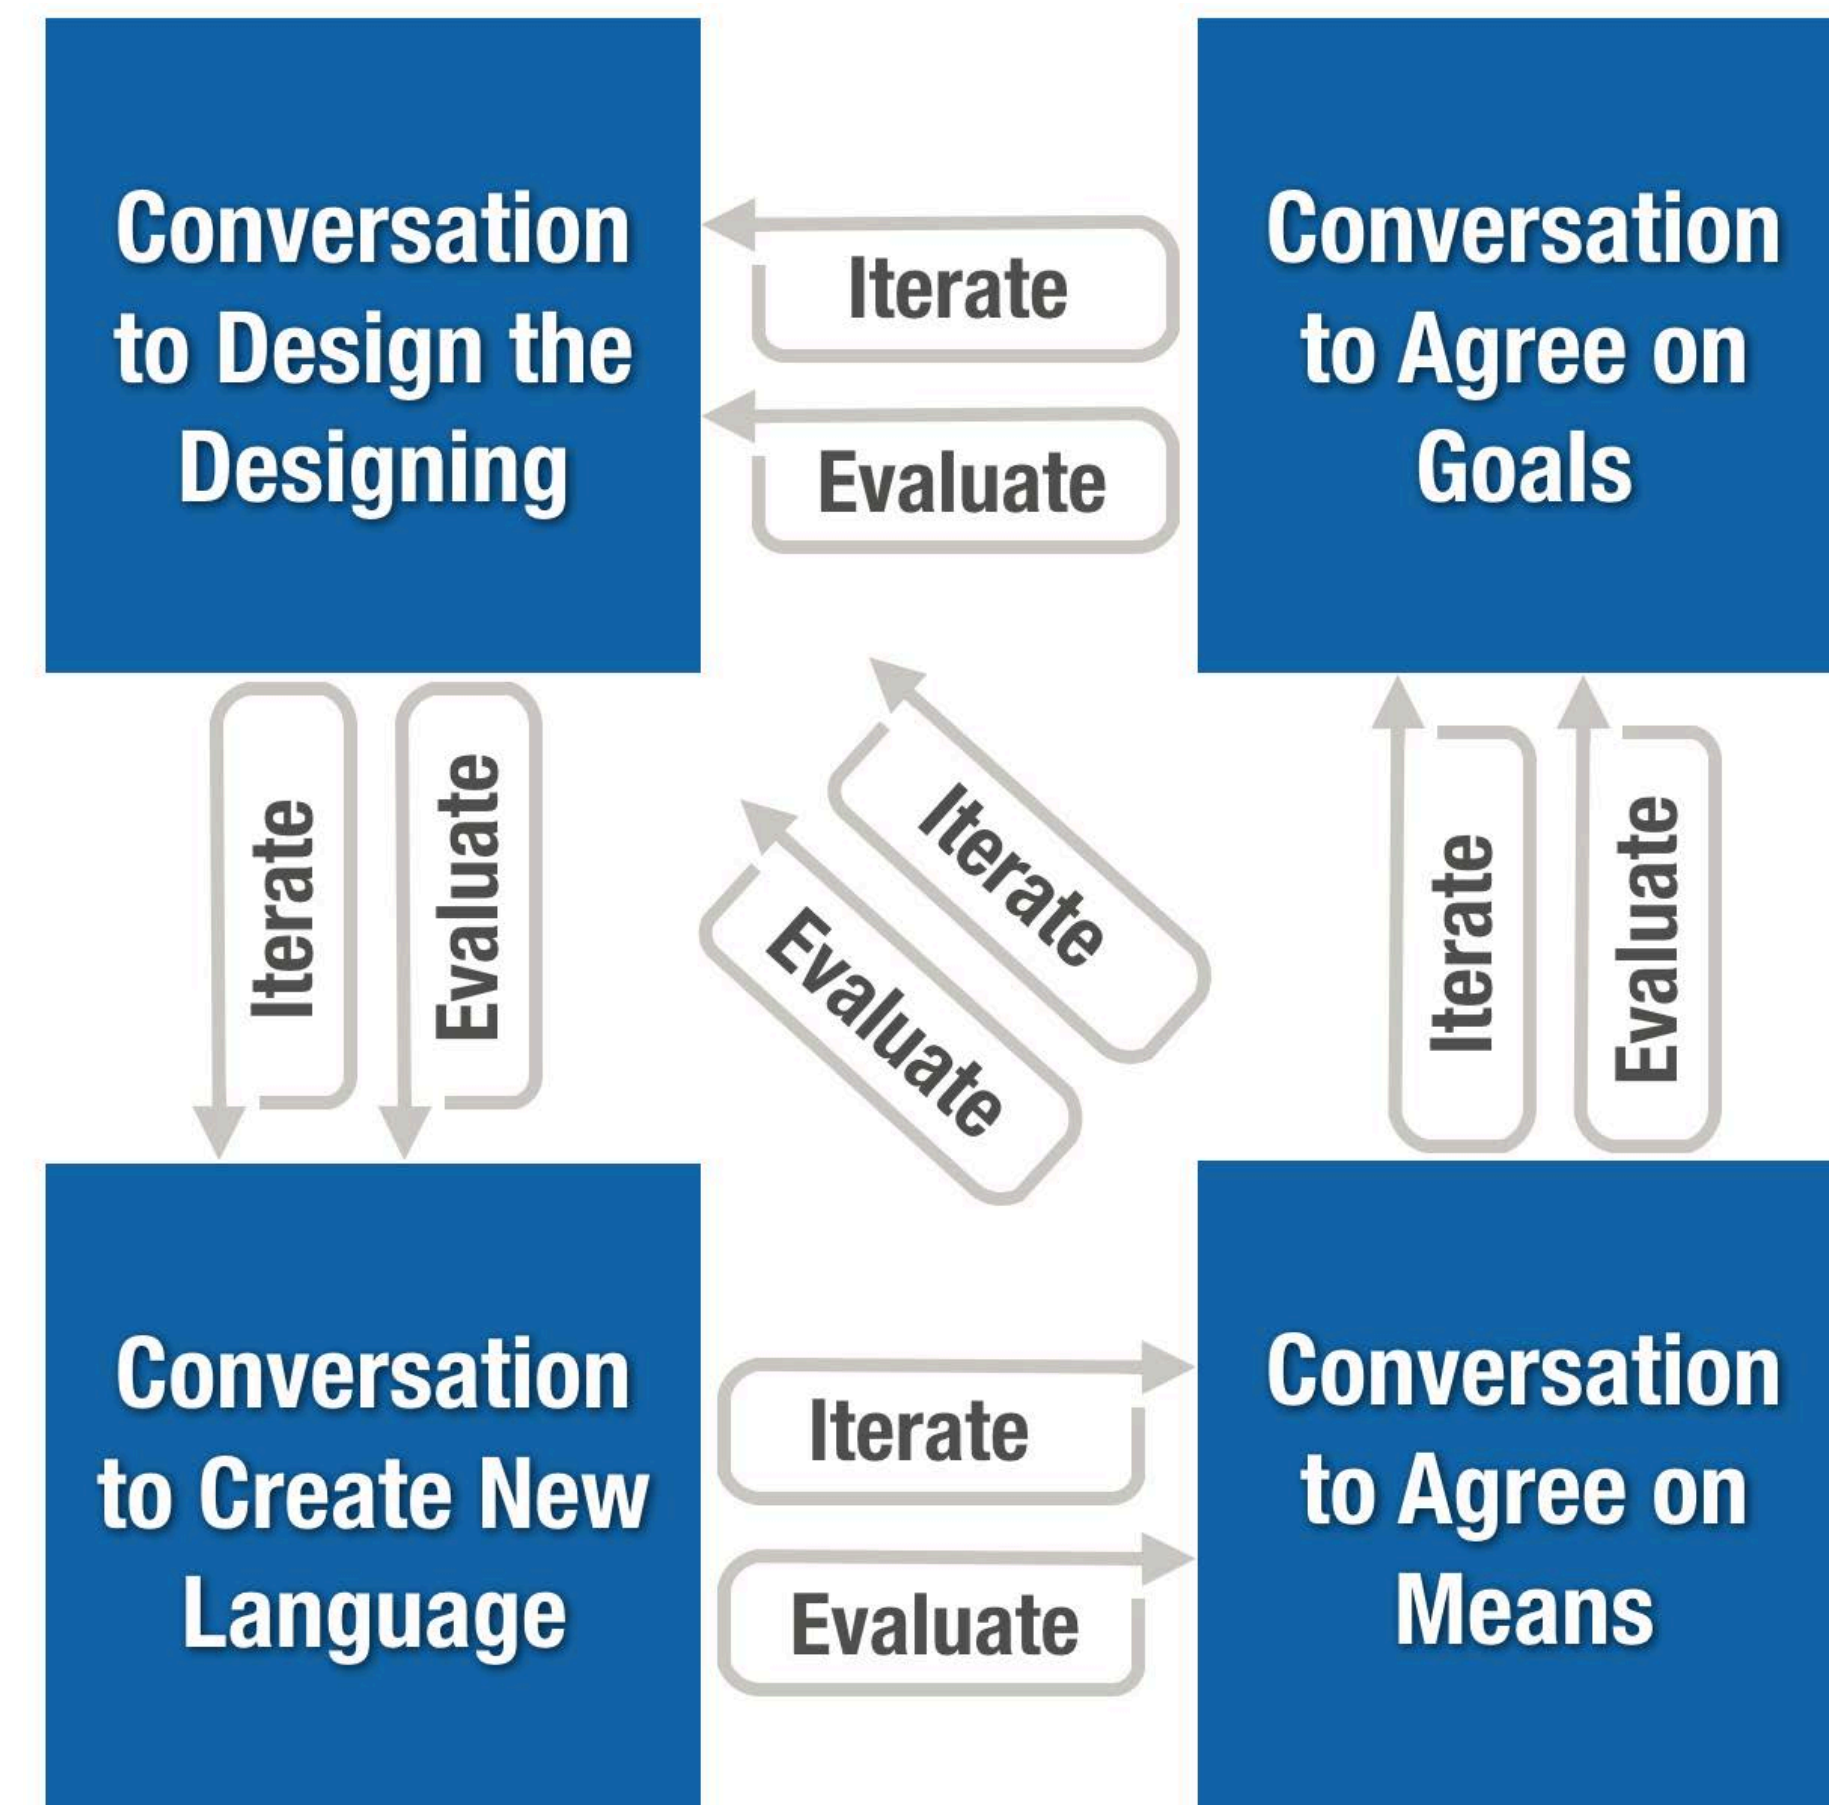 Conversation
to Design the
Designing
Iterate
Evaluate
Conversation
to Agree on
Goals
Iterate
Evaluate
Iterate
Evaluate
Iterate
Evaluate
Conversation
to Create New
Language
Iterate
Evaluate
Conversation
to Agree on
Means